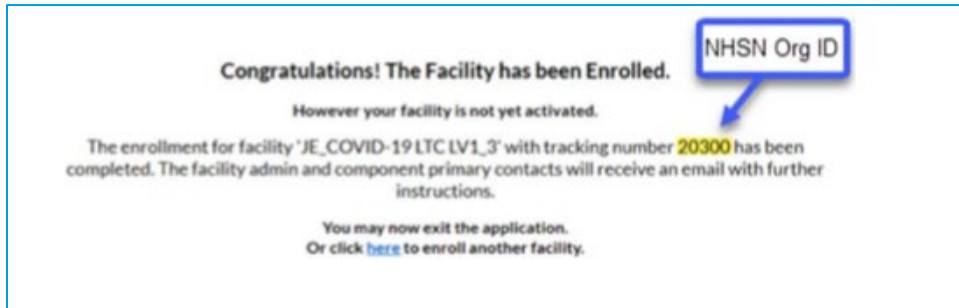 NHSN Org ID
Congratulations! The Facility has been Enrolled.
However your facility is not yet activated.
The enrollment for facility 'JE_COVID-19 LTC LV1_3' with tracking number 20300 has been
completed. The facility admin and component primary contacts will receive an email with further
instructions.
You may now exit the application.
Or click here to enroll another facility.